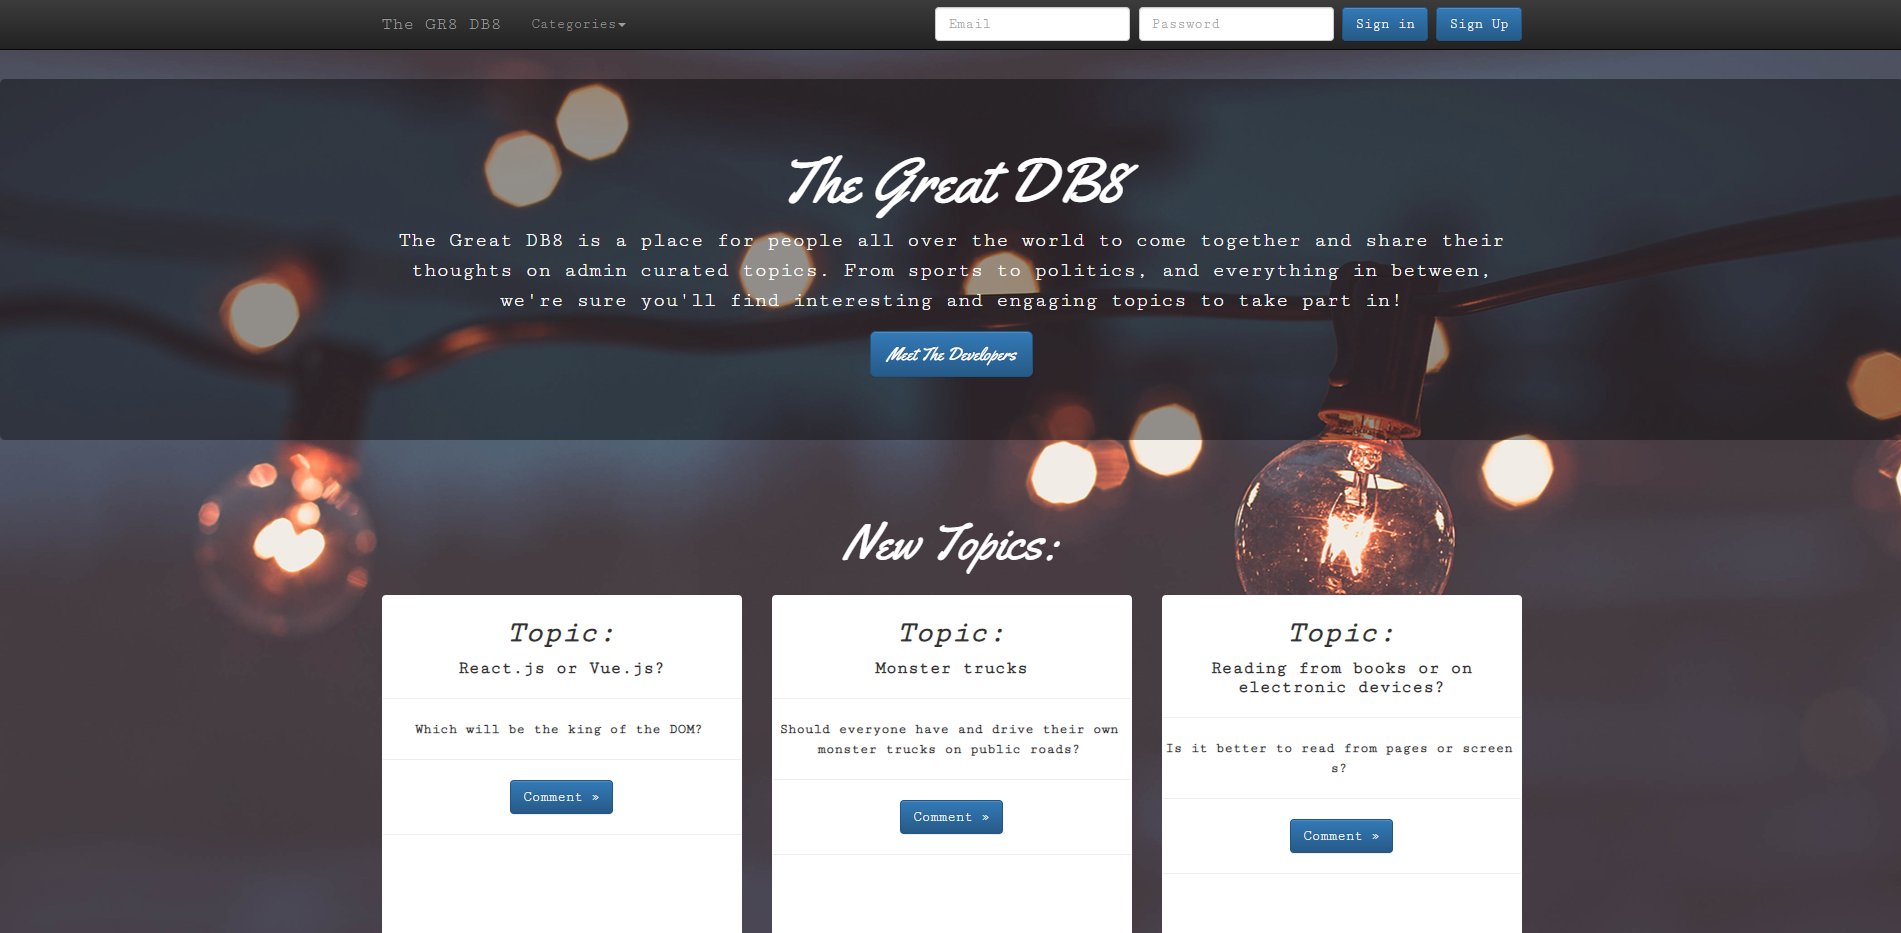 The GR8 DB8 Categories Email Password Sign in Sign Up
The Great DB8
The Great DB8 is a place for people all over the world to come together and share their
thoughts on admin curated topics. From sports to politics, and everything in between,
we're sure you'll find interesting and engaging topics to take part in!
Meet The Developers
New Topics:
Topic:
React.js or Vue.js?
Which will be the king of the DOM?
Comment »
Topic:
Monster trucks
Should everyone have and drive their own
monster trucks on public roads?
Comment »
Topic:
Reading from books or on
electronic devices?
Is it better to read from pages or screen
s?
Comment »